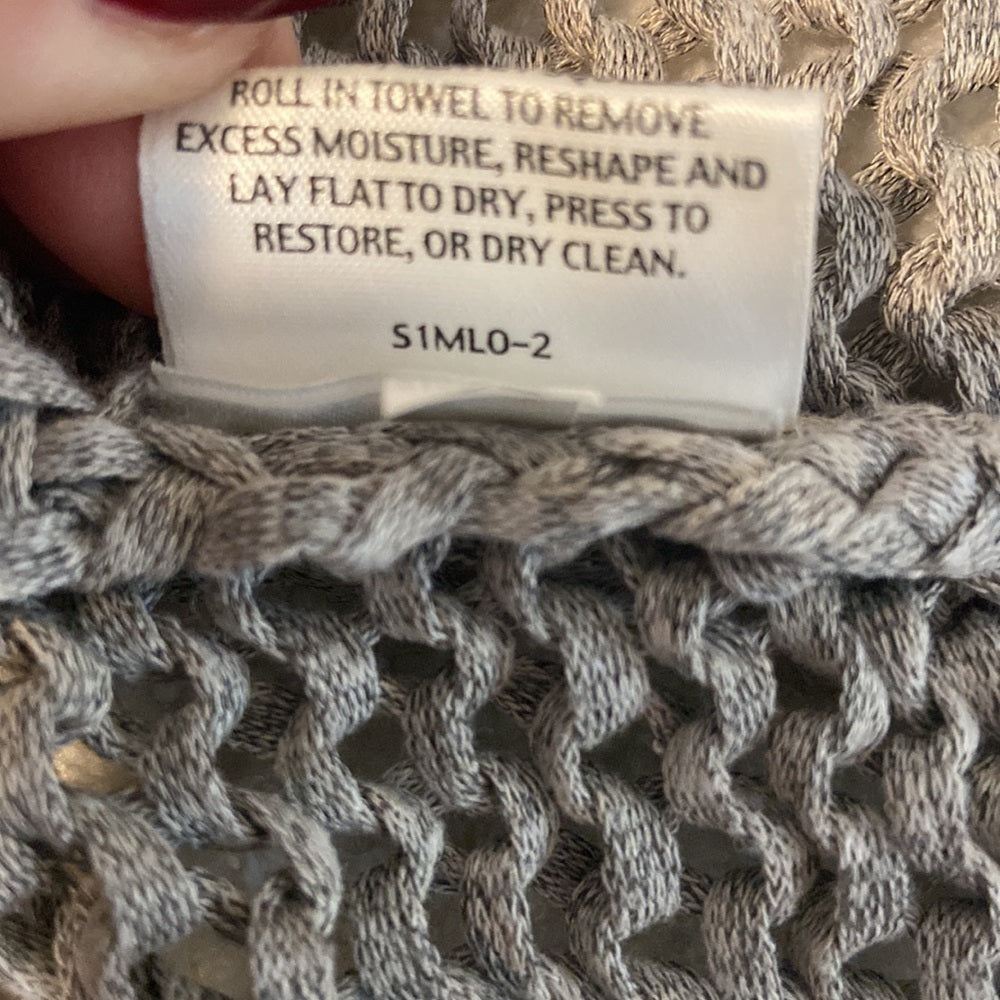 ROLL IN TOWEL TO REMOVE
EXCESS MOISTURE, RESHAPE AND
LAY FLAT TO DRY, PRESS TO
RESTORE, OR DRY CLEAN.
S1MLO-2